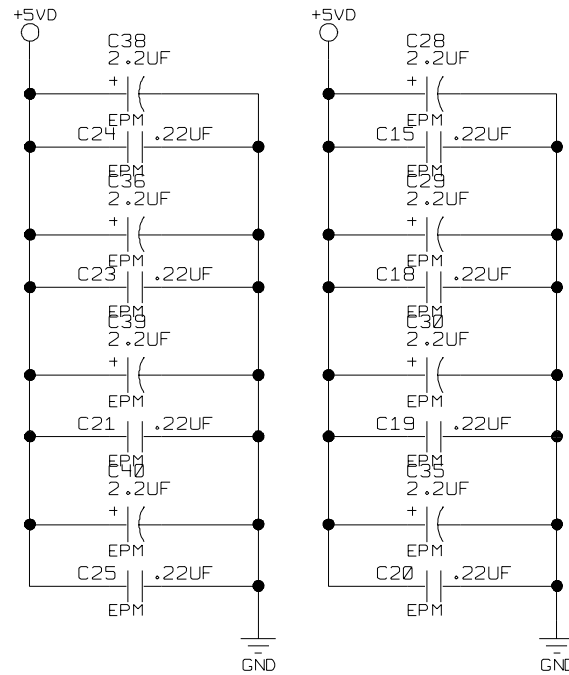 +5VD
C38
2.2UF
+
EPM
C24 .22UF
EPM
C36
2.2UF
+
EPM
C23 .22UF
EPM
C39
2.2UF
+
EPM
C21 .22UF
EPM
C40
2.2UF
+
EPM
C25 .22UF
EPM
GND
+5VD
C28
2.2UF
+
EPM
C15 .22UF
EPM
C29
2.2UF
+
EPM
C18 .22UF
EPM
C30
2.2UF
+
EPM
C19 .22UF
EPM
C35
2.2UF
+
EPM
C20 .22UF
EPM
GND